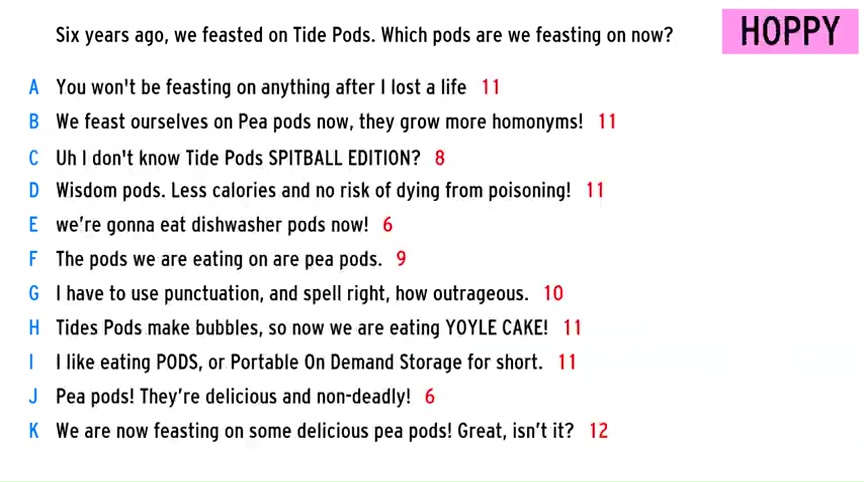 Six years ago, we feasted on Tide Pods. Which pods are we feasting on now?
HOPPY
A You won't be feasting on anything after I lost a life 11
B We feast ourselves on Pea pods now, they grow more homonyms! 11
C Uh I don't know Tide Pods SPITBALL EDITION? 8
D Wisdom pods. Less calories and no risk of dying from poisoning! 11
E we’re gonna eat dishwasher pods now! 6
F The pods we are eating on are pea pods. 9
G I have to use punctuation, and spell right, how outrageous. 10
H Tides Pods make bubbles, so now we are eating YOYLE CAKE! 11
I I like eating PODS, or Portable On Demand Storage for short. 11
J Pea pods! They’re delicious and non-deadly! 6
K We are now feasting on some delicious pea pods! Great, isn’t it? 12